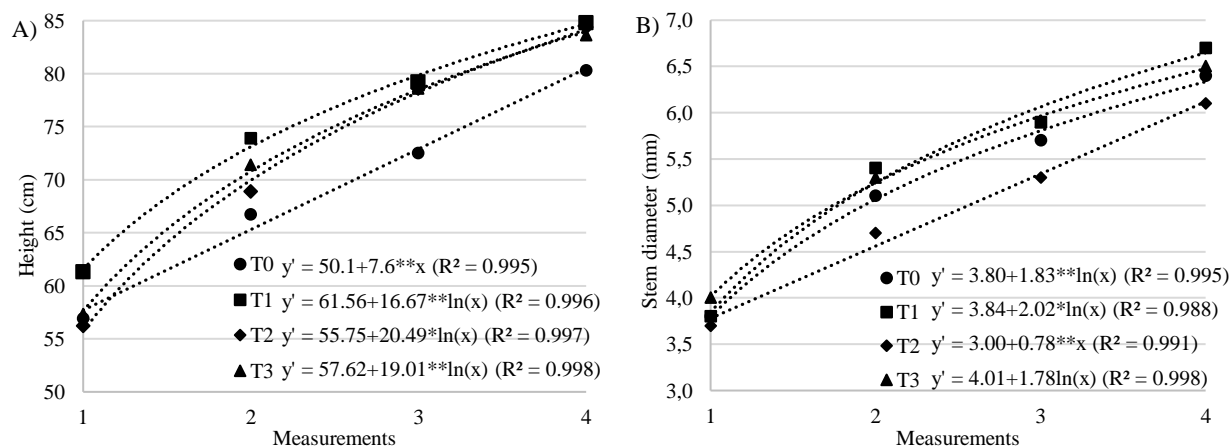 A)
Height (cm)
85
80
75
70
65
60
55
50
T0 y' = 50.1+7.6**x (R² = 0.995)
T1 y' = 61.56+16.67**ln(x) (R² = 0.996)
T2 y' = 55.75+20.49*ln(x) (R² = 0.997)
T3 y' = 57.62+19.01**ln(x) (R² = 0.998)
1 2 3 4
Measurements
B)
Stem diameter (mm)
7,0
6,5
6,0
5,5
5,0
4,5
4,0
3,5
3,0
T0 y' = 3.80+1.83**ln(x) (R² = 0.995)
T1 y' = 3.84+2.02*ln(x) (R² = 0.988)
T2 y' = 3.00+0.78**x (R² = 0.991)
T3 y' = 4.01+1.78ln(x) (R² = 0.998)
1 2 3 4
Measurements